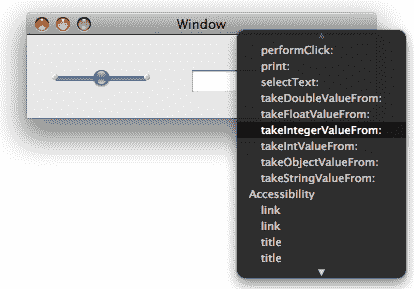 Window
performClick:
print:
selectText:
takeDoubleValueFrom:
takeFloatValueFrom:
takeIntegerValueFrom:
takeIntValueFrom:
takeObjectValueFrom:
takeStringValueFrom:
Accessibility
link
link
title
title